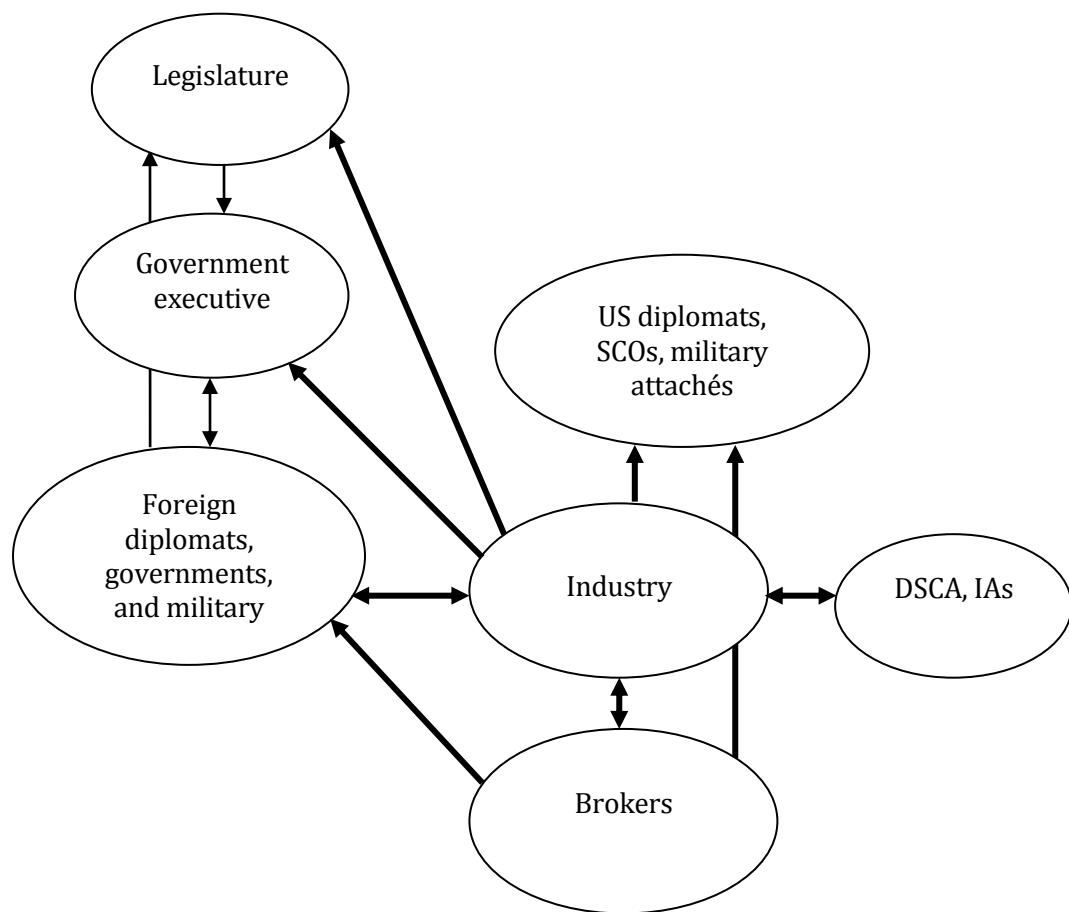 Legislature
Government
executive
US diplomats,
SCOs, military
attachés
Foreign
diplomats,
governments,
and military
Industry
DSCA, IAs
Brokers